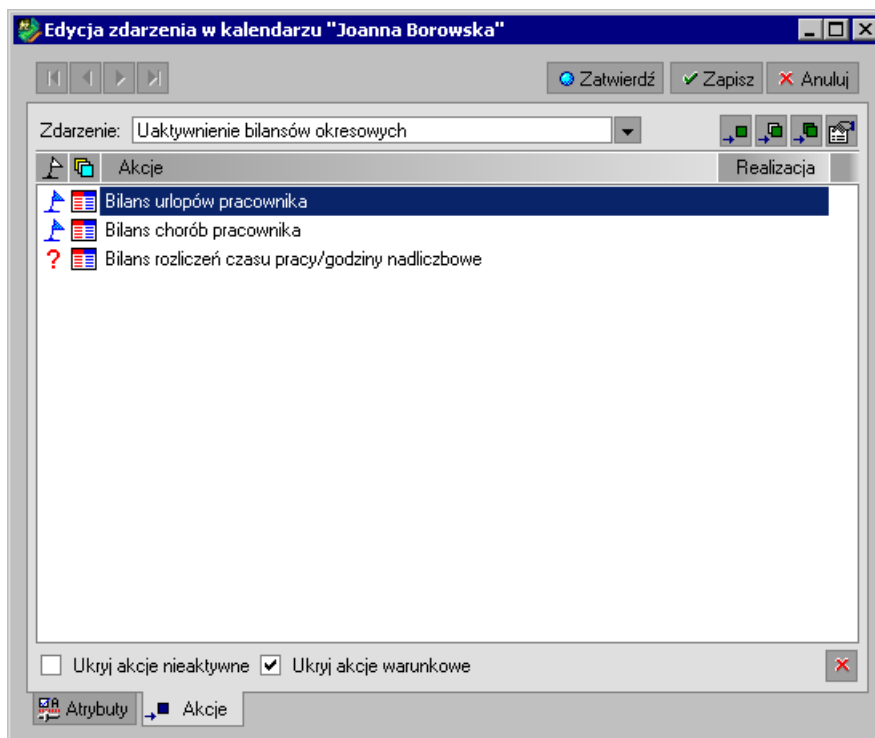 Edycja zdarzenia w kalendarzu "Joanna Borowska"
Zatwierdź Zapisz Anuluj
Zdarzenie: Uaktywnienie bilansów okresowych
Akcje Realizacja
Bilans urlopów pracownika
Bilans chorób pracownika
? Bilans rozliczeń czasu pracy/godziny nadliczbowe
Ukryj akcje nieaktywne Ukryj akcje warunkowe
Atrybuty Akcje